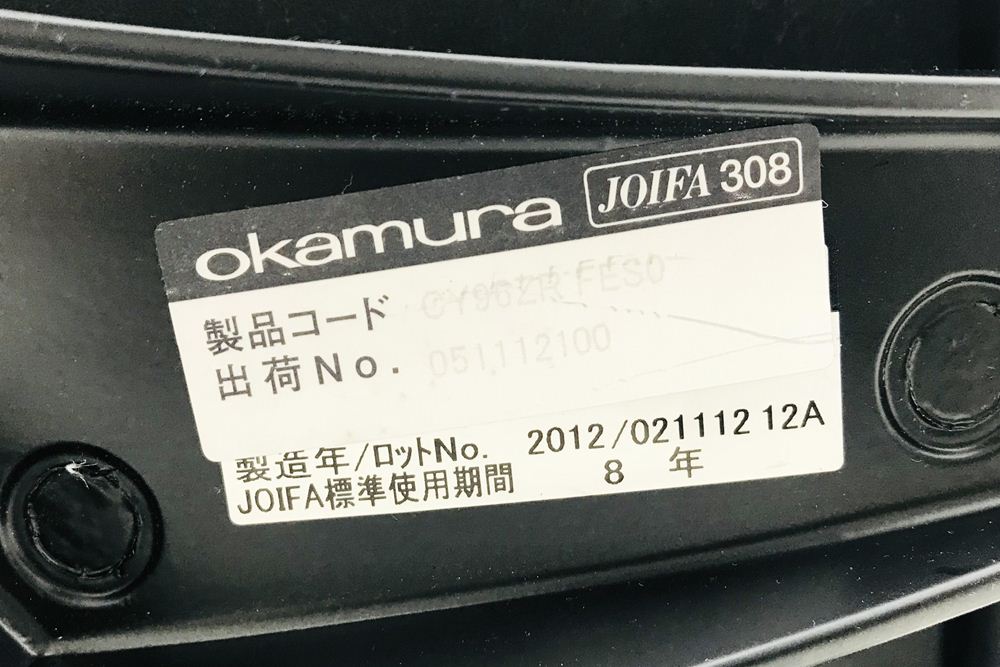 okamura JOIFA 308
製品コード
出荷No. 051112100
製造年/ロットNo. 2012/021112 12A
JOIFA標準使用期間 8 年